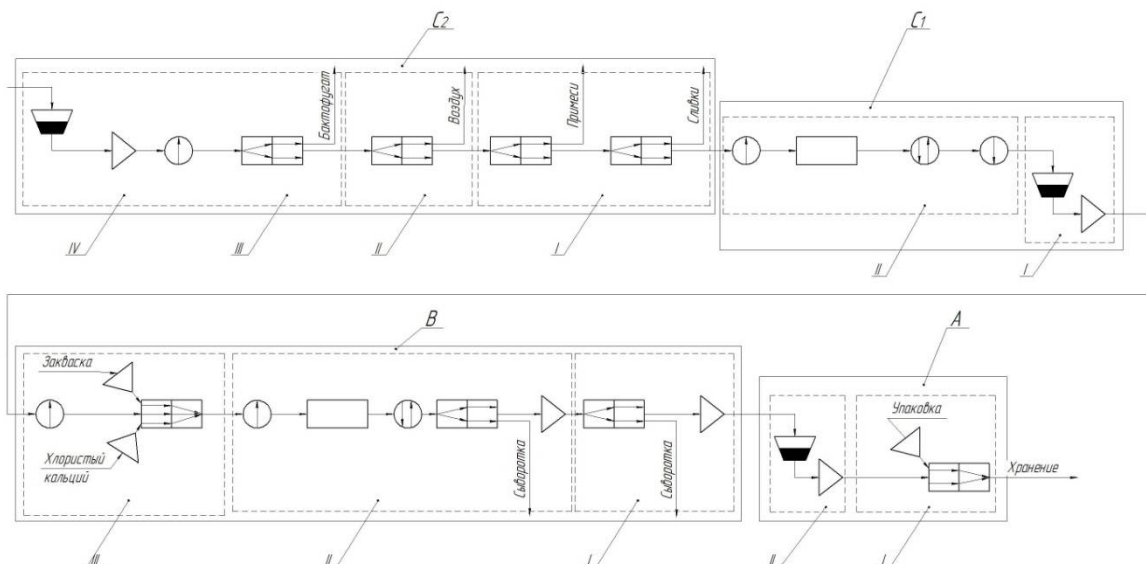 C2
C1
Бактофугат
Воздух
Примеси
Сливки
IV
III
II
I
II
I
B
A
Закваска
Хлористый
кальций
Сыворотка
Сыворотка
Упаковка
Хранение
III
II
I
II
I